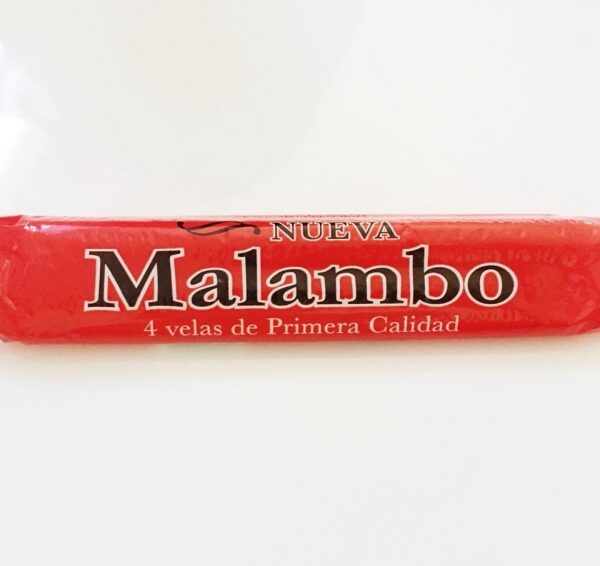 NUEVA
Malambo
4 velas de Primera Calidad